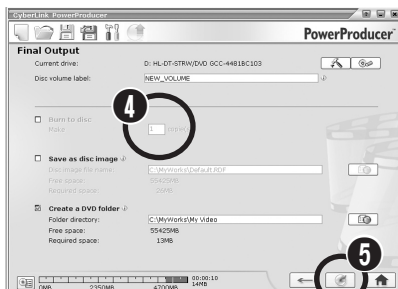 CyberLink PowerProducer
PowerProducer
Final Output
Current drive: D: HL-DT-STRW/DVD GCC-4481BC103
Disc volume label: NEW_VOLUME
4
Burn to disc
Make 1
Save as disc image
Disc image file name: C:\MyWorks\Default.RDF
Free space: 55425MB
Required space: 26MB
Create a DVD folder
Folder directory: C:\MyWorks\My Video
Free space: 55425MB
Required space: 13MB
5
00:00:10
0MB 2350MB 4700MB 14MB